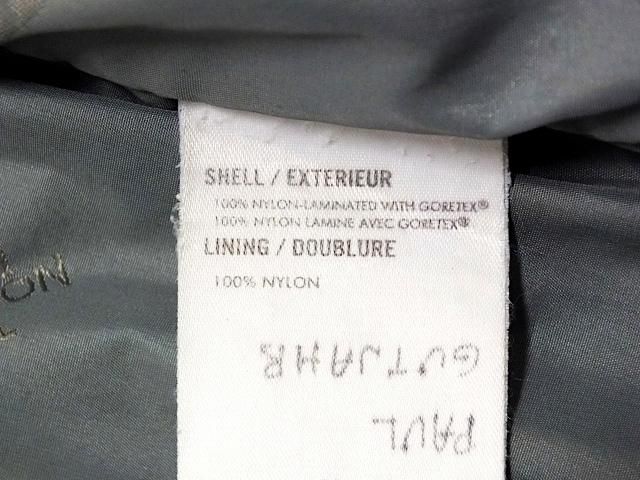 SHELL / EXTERIEUR
100% NYLON-LAMINATED WITH GORETEX®
100% NYLON LAMINE AVEC GORETEX®
LINING / DOUBLURE
100% NYLON
PAUL
GUTJAHR